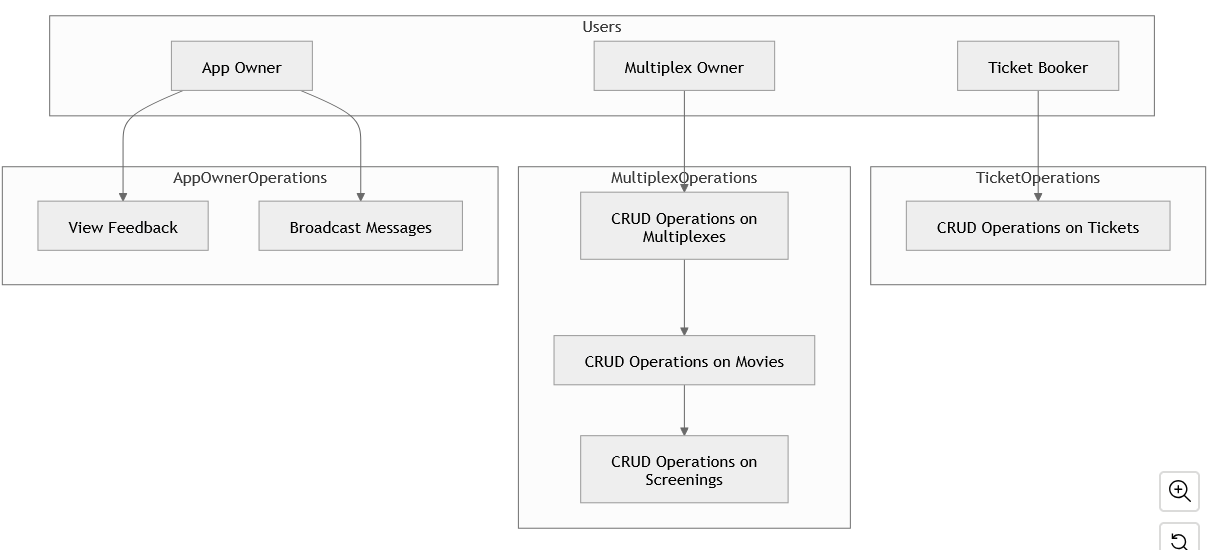 Users
App Owner
Multiplex Owner
Ticket Booker
AppOwnerOperations
MultiplexOperations
TicketOperations
View Feedback
Broadcast Messages
CRUD Operations on
Multiplexes
CRUD Operations on Tickets
CRUD Operations on Movies
CRUD Operations on
Screenings